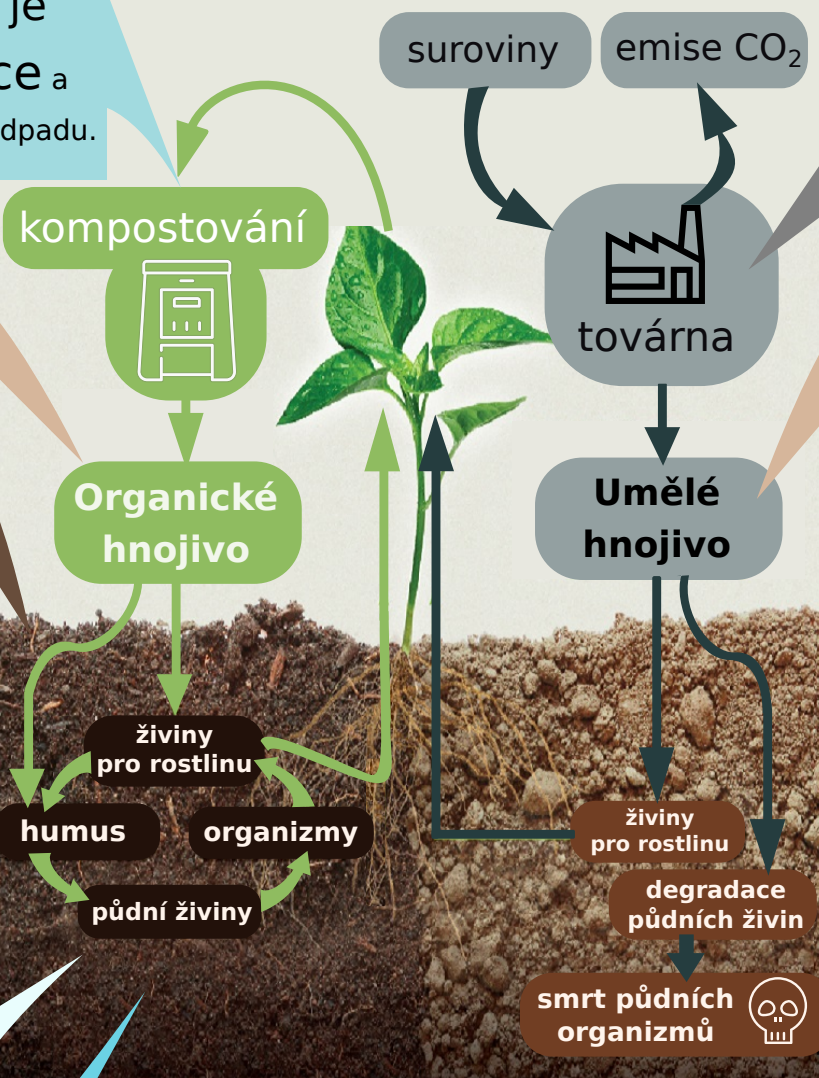 je
a
suroviny
emise CO₂
kompostování
továrna
Organické
hnojivo
Umělé
hnojivo
živiny
pro rostlinu
humus
organizmy
půdní živiny
živiny
pro rostlinu
degradace
půdních živin
smrt půdních
organizmů